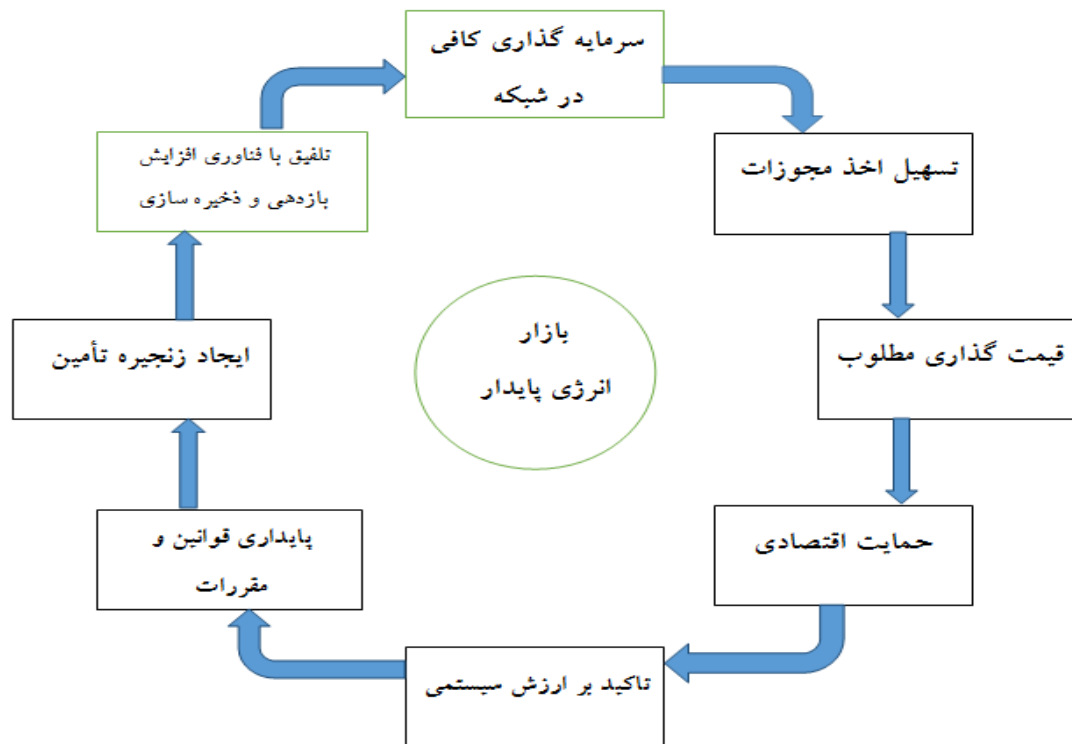 سرمایه گذاری کافی
در شبکه
تسهیل اخذ مجوزات
قیمت گذاری مطلوب
حمایت اقتصادی
تاکید بر ارزش سیستمی
پایداری قوانین و
مقررات
ایجاد زنجیره تأمین
تلفیق با فناوری افزایش
بازدهی و ذخیره سازی
بازار
انرژی پایدار